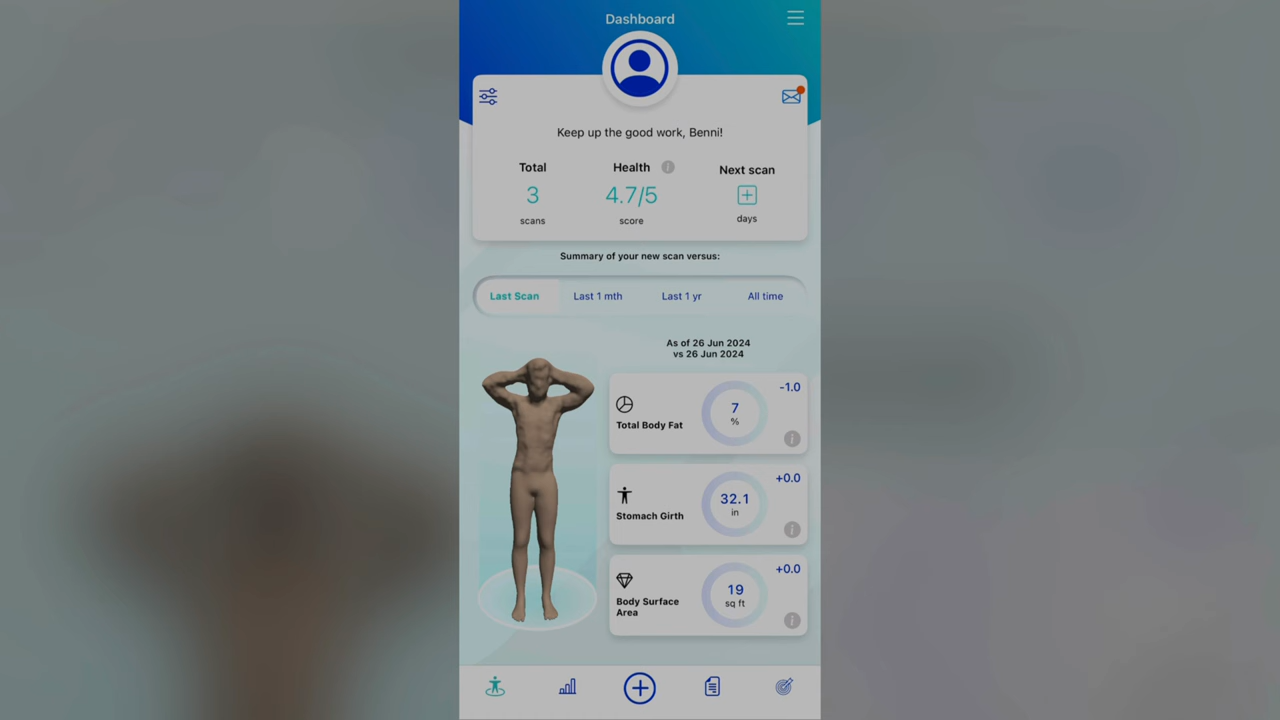 Dashboard
Keep up the good work, Benni!
Total
Health
Next scan
3
4.7/5
scans
score
days
Summary of your new scan versus:
Last Scan
Last 1 mth
Last 1 yr
All time
As of 26 Jun 2024
vs 26 Jun 2024
-1.0
7
%
Total Body Fat
+0.0
32.1
in
Stomach Girth
+0.0
19
sq ft
Body Surface
Area